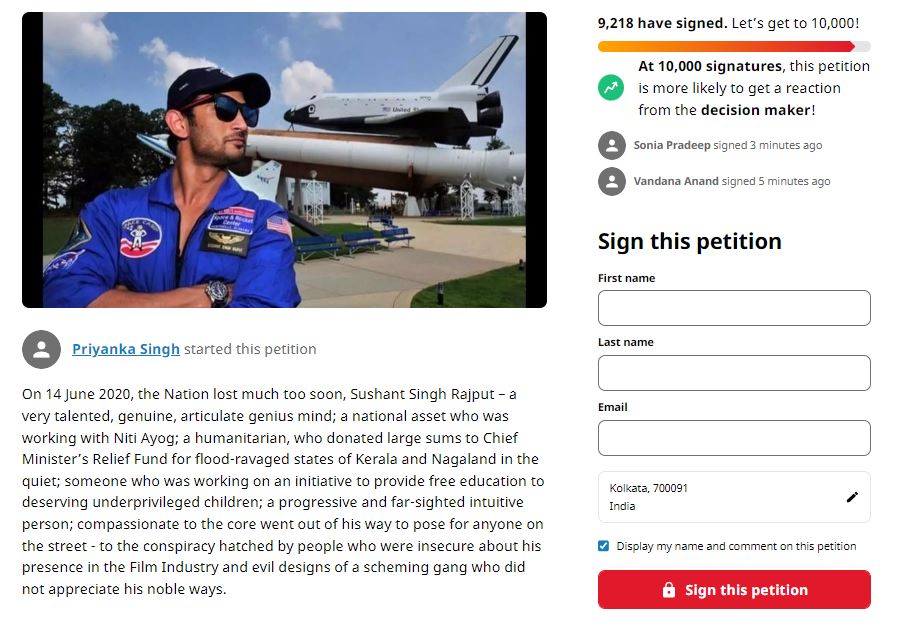 United St
Space & Rocket
Center
Priyanka Singh started this petition
On 14 June 2020, the Nation lost much too soon, Sushant Singh Rajput – a
very talented, genuine, articulate genius mind; a national asset who was
working with Niti Ayog; a humanitarian, who donated large sums to Chief
Minister’s Relief Fund for flood-ravaged states of Kerala and Nagaland in the
quiet; someone who was working on an initiative to provide free education to
deserving underprivileged children; a progressive and far-sighted intuitive
person; compassionate to the core went out of his way to pose for anyone on
the street - to the conspiracy hatched by people who were insecure about his
presence in the Film Industry and evil designs of a scheming gang who did
not appreciate his noble ways.
9,218 have signed. Let’s get to 10,000!
At 10,000 signatures, this petition
is more likely to get a reaction
from the decision maker!
Sonia Pradeep signed 3 minutes ago
Vandana Anand signed 5 minutes ago
Sign this petition
First name
Last name
Email
Kolkata, 700091
India
Display my name and comment on this petition
Sign this petition